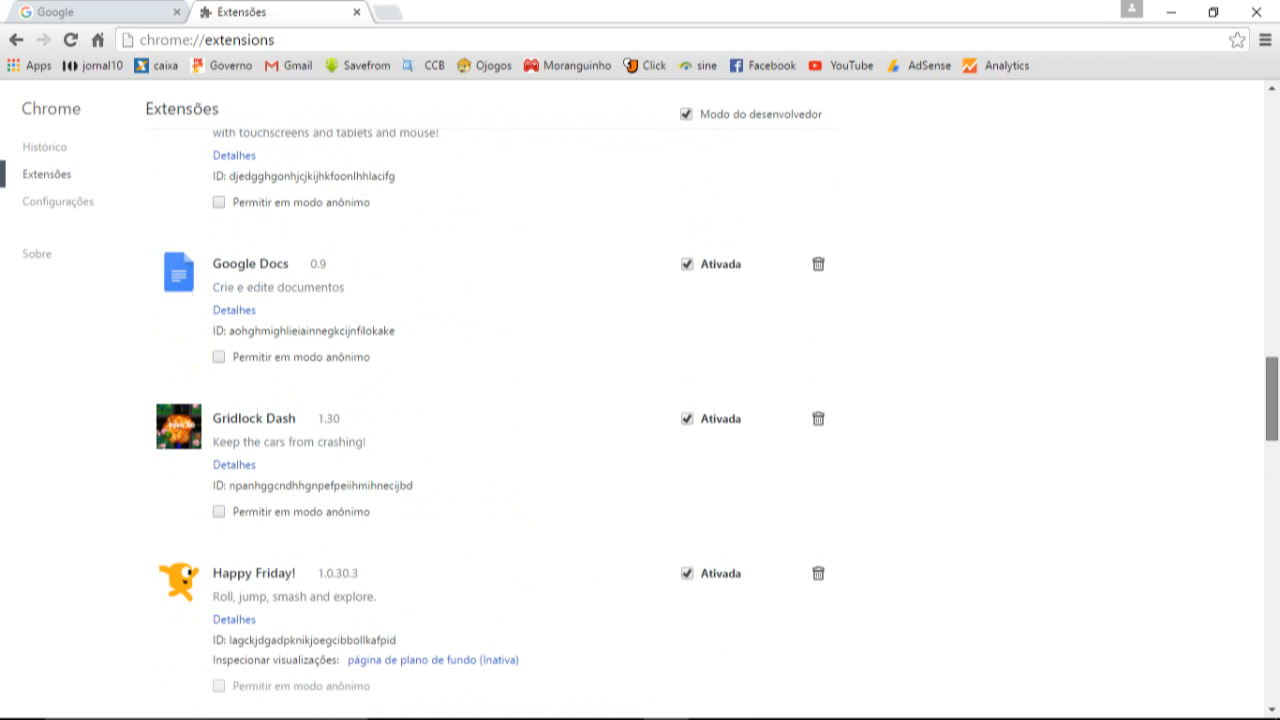 Google
Extensões
chrome://extensions
Apps
jornal10
caixa
Governo
Gmail
Savefrom
CCB
Ojogos
Moranguinho
Click
sine
Facebook
YouTube
AdSense
Analytics
Chrome
Histórico
Extensões
Configurações
Sobre
Extensões
Modo do desenvolvedor
with touchscreens and tablets and mouse!
Detalhes
ID: djedgghgonhjcjkijhkfoonlhhlacifg
Permitir em modo anônimo
Google Docs 0.9
Ativada
Crie e edite documentos
Detalhes
ID: aohghmighlieiainnegkcijnfilokake
Permitir em modo anônimo
Gridlock Dash 1.30
Ativada
Keep the cars from crashing!
Detalhes
ID: npanhggcndhhgnpefpeiihmihnecijbd
Permitir em modo anônimo
Happy Friday! 1.0.30.3
Ativada
Roll, jump, smash and explore.
Detalhes
ID: lagckjdgadpknikjoegcibbollkafpid
Inspecionar visualizações: página de plano de fundo (Inativa)
Permitir em modo anônimo